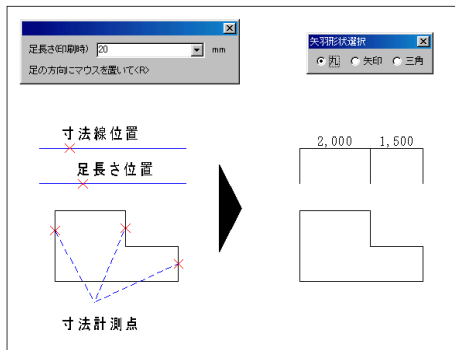 足長さ(印刷時) 20 mm
足の方向にマウスを置いて<R>
矢羽形状選択
丸 矢印 三角
寸法線位置
足長さ位置
寸法計測点
2,000 1,500